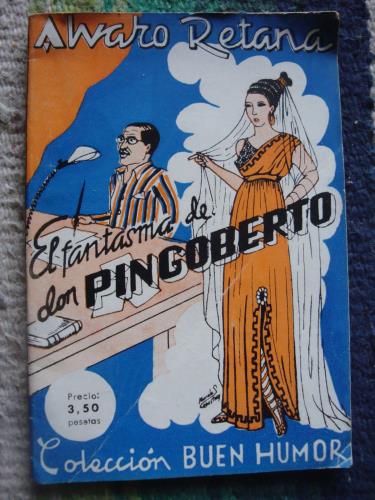 Alvaro Retana
El fantasma de
don PINGOBERTO
Precio:
3,50
pesetas
Colección BUEN HUMOR